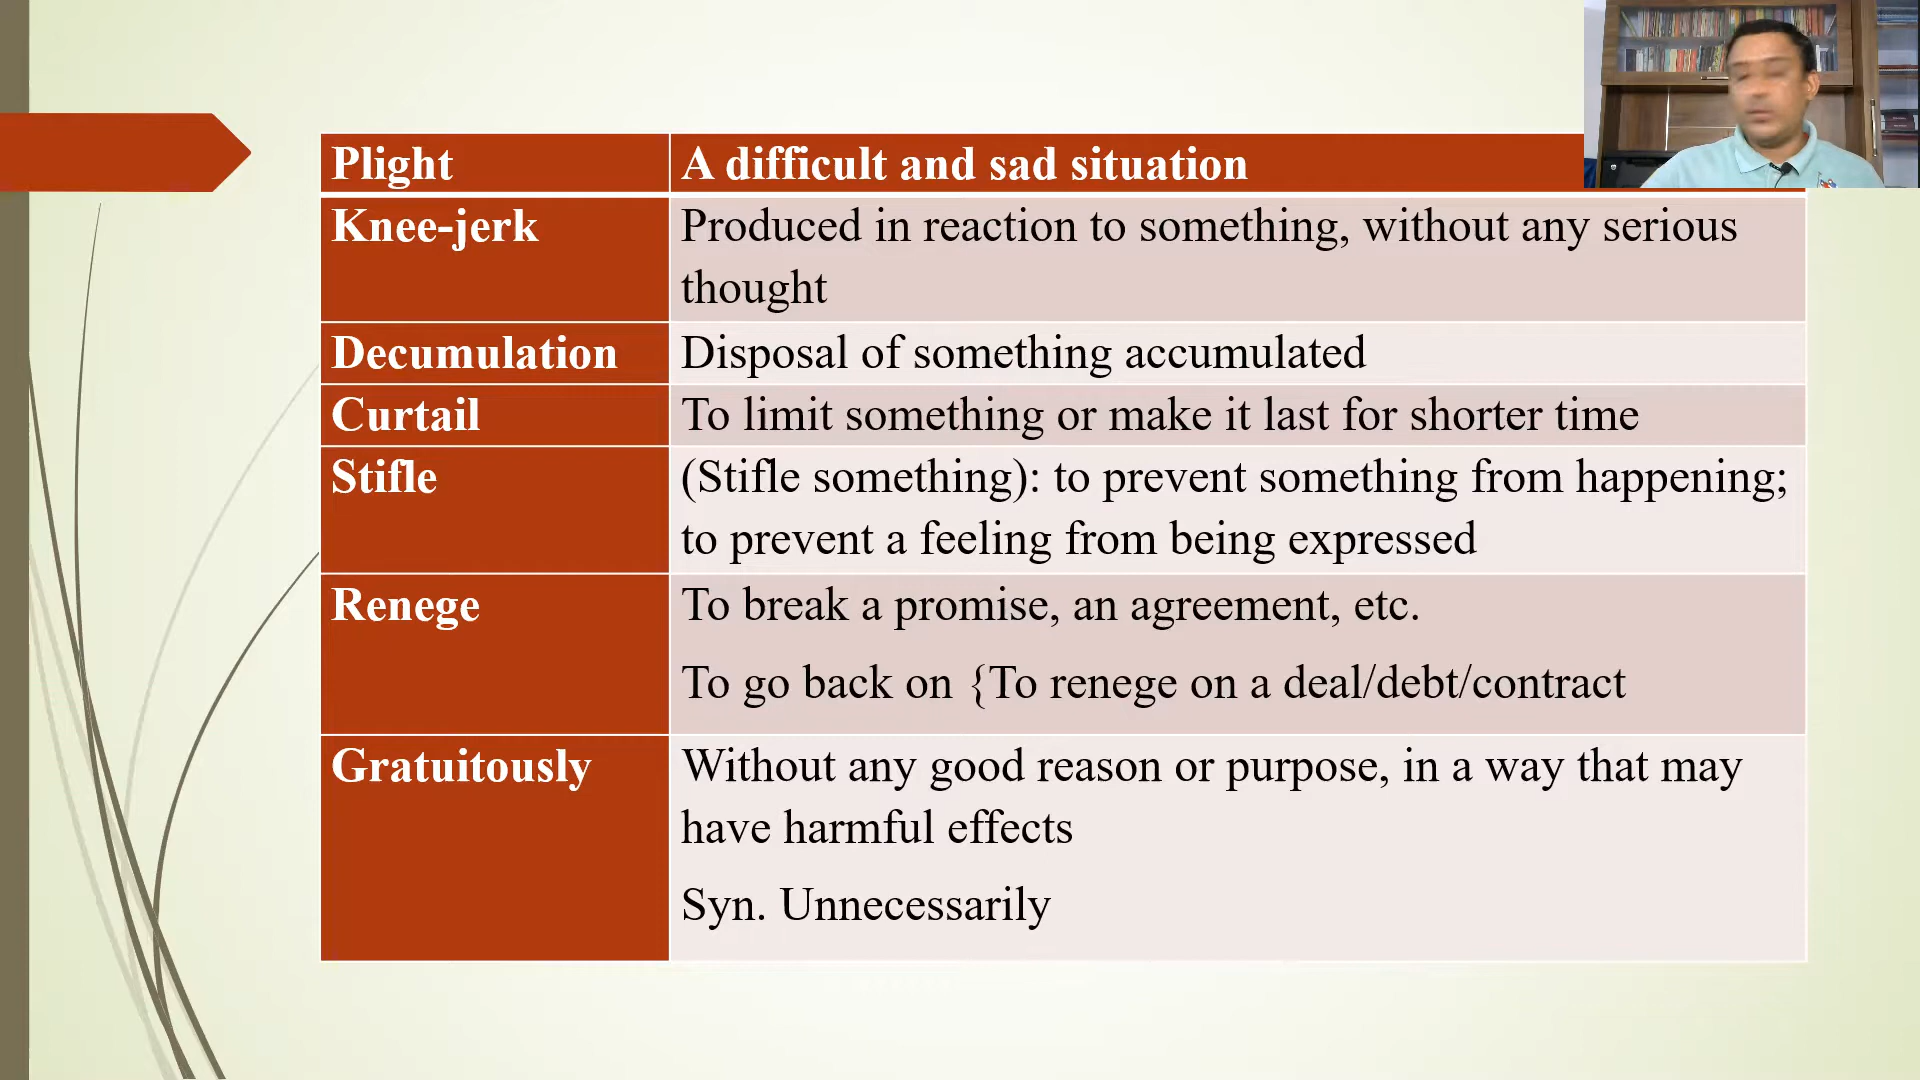 Plight A difficult and sad situation
Knee-jerk Produced in reaction to something, without any serious
thought
Decumulation Disposal of something accumulated
Curtail To limit something or make it last for shorter time
Stifle (Stifle something): to prevent something from happening;
to prevent a feeling from being expressed
Renege To break a promise, an agreement, etc.
To go back on {To renege on a deal/debt/contract
Gratuitously Without any good reason or purpose, in a way that may
have harmful effects
Syn. Unnecessarily